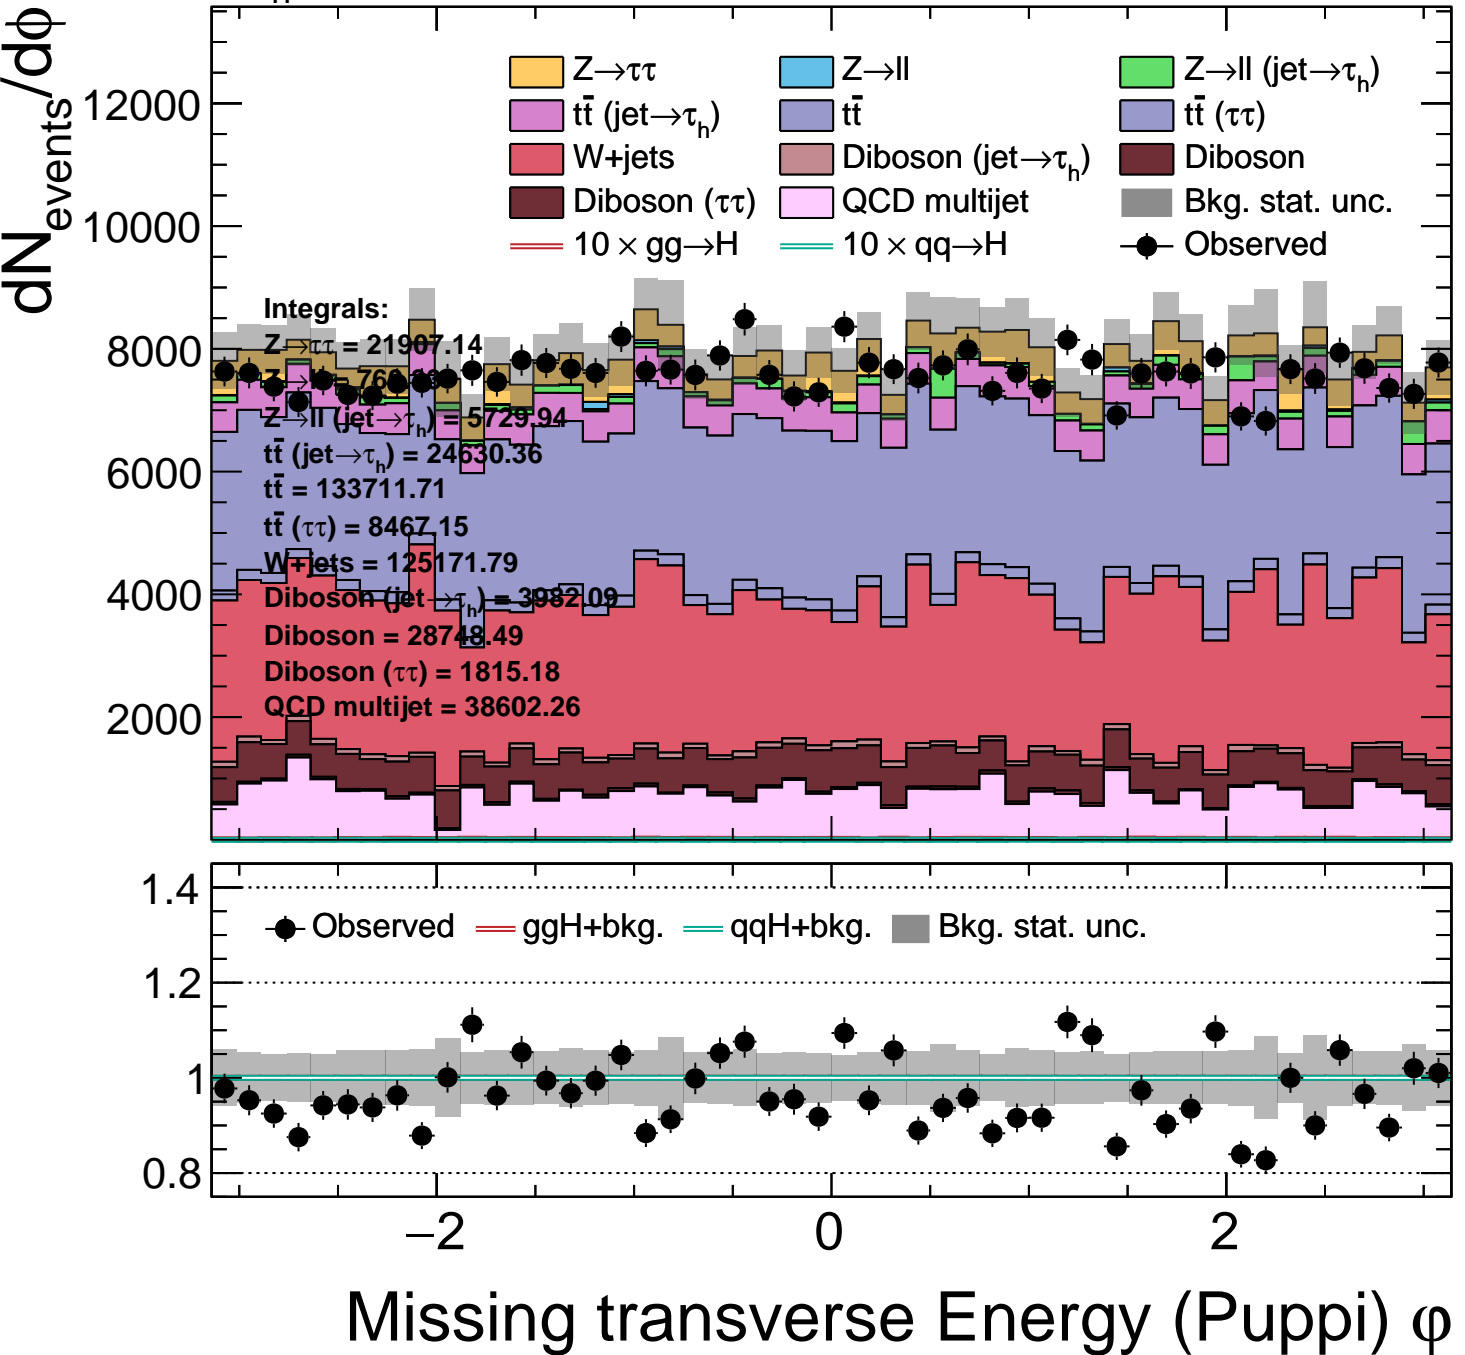 dN_events/dϕ
12000
10000
8000
6000
4000
2000
Z→ττ Z→ll Z→ll (jet→τ_h)
tt̄ (jet→τ_h) tt̄ tt̄ (ττ)
W+jets Diboson (jet→τ_h) Diboson
Diboson (ττ) QCD multijet Bkg. stat. unc.
10 × gg→H 10 × qq→H Observed
Integrals:
Z→ττ = 21907.14
Z→ll (jet→τ_h) = 5729.94
tt̄ (jet→τ_h) = 24630.36
tt̄ = 133711.71
tt̄ (ττ) = 8467.15
W+jets = 125171.79
Diboson (jet→τ_h) = 3982.09
Diboson = 28748.49
Diboson (ττ) = 1815.18
QCD multijet = 38602.26
1.4
1.2
1
0.8
Observed ggH+bkg. qqH+bkg. Bkg. stat. unc.
−2 0 2
Missing transverse Energy (Puppi) φ